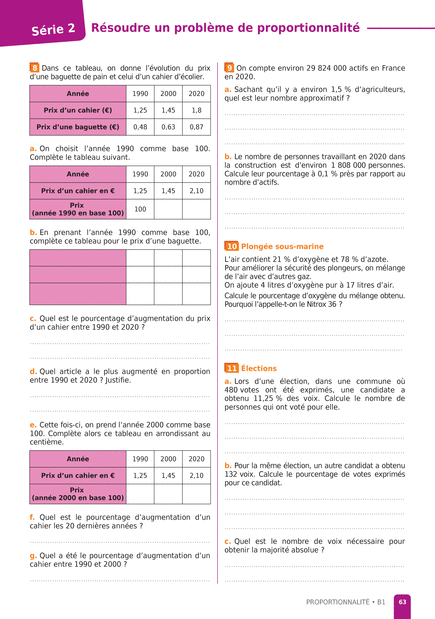 Série 2
Résoudre un problème de proportionnalité
8 Dans ce tableau, on donne l'évolution du prix
d'une baguette de pain et celui d'un cahier d'écolier.
Année 1990 2000 2020
Prix d'un cahier (€) 1,25 1,45 1,8
Prix d'une baguette (€) 0,48 0,63 0,87
a. On choisit l'année 1990 comme base 100.
Complète le tableau suivant.
Année 1990 2000 2020
Prix d'un cahier en € 1,25 1,45 2,10
Prix
(année 1990 en base 100) 100
b. En prenant l'année 1990 comme base 100,
complète ce tableau pour le prix d'une baguette.
c. Quel est le pourcentage d'augmentation du prix
d'un cahier entre 1990 et 2020 ?
d. Quel article a le plus augmenté en proportion
entre 1990 et 2020 ? Justifie.
e. Cette fois-ci, on prend l'année 2000 comme base
100. Complète alors ce tableau en arrondissant au
centième.
Année 1990 2000 2020
Prix d'un cahier en € 1,25 1,45 2,10
Prix
(année 2000 en base 100)
f. Quel est le pourcentage d'augmentation d'un
cahier les 20 dernières années ?
g. Quel a été le pourcentage d'augmentation d'un
cahier entre 1990 et 2000 ?
9 On compte environ 29 824 000 actifs en France
en 2020.
a. Sachant qu'il y a environ 1,5 % d'agriculteurs,
quel est leur nombre approximatif ?
b. Le nombre de personnes travaillant en 2020 dans
la construction est d'environ 1 808 000 personnes.
Calcule leur pourcentage à 0,1 % près par rapport au
nombre d'actifs.
10 Plongée sous-marine
L'air contient 21 % d'oxygène et 78 % d'azote.
Pour améliorer la sécurité des plongeurs, on mélange
de l'air avec d'autres gaz.
On ajoute 4 litres d'oxygène pur à 17 litres d'air.
Calcule le pourcentage d'oxygène du mélange obtenu.
Pourquoi l'appelle-t-on le Nitrox 36 ?
11 Élections
a. Lors d'une élection, dans une commune où
480 votes ont été exprimés, une candidate a
obtenu 11,25 % des voix. Calcule le nombre de
personnes qui ont voté pour elle.
b. Pour la même élection, un autre candidat a obtenu
132 voix. Calcule le pourcentage de votes exprimés
pour ce candidat.
c. Quel est le nombre de voix nécessaire pour
obtenir la majorité absolue ?
PROPORTIONNALITÉ • B1 63